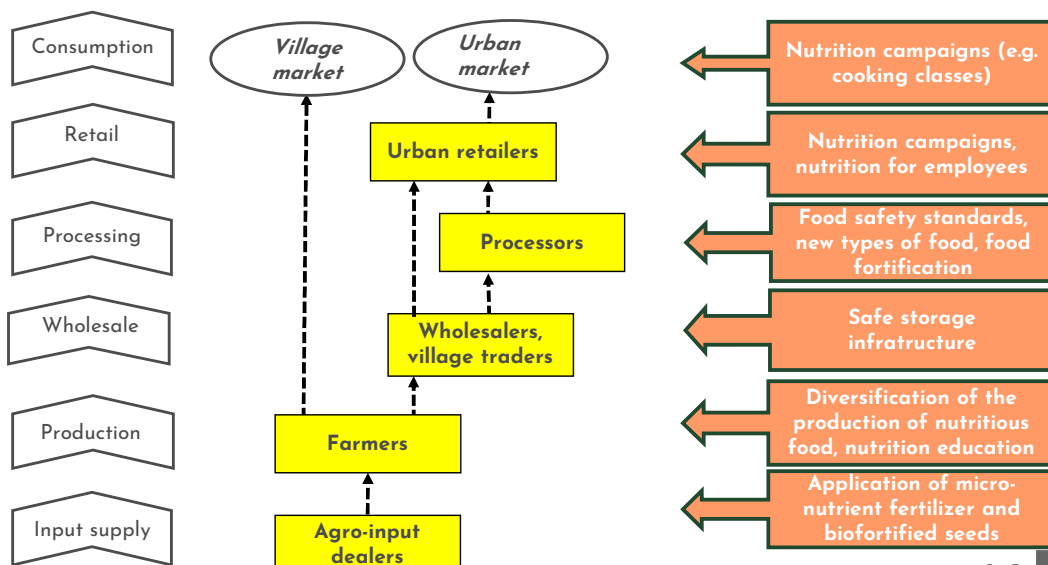 Consumption
Village
market
Urban
market
Nutrition campaigns (e.g.
cooking classes)
Retail
Urban retailers
Nutrition campaigns,
nutrition for employees
Processing
Processors
Food safety standards,
new types of food, food
fortification
Wholesale
Wholesalers,
village traders
Safe storage
infratructure
Production
Farmers
Diversification of the
production of nutritious
food, nutrition education
Input supply
Agro-input
dealers
Application of micro-
nutrient fertilizer and
biofortified seeds